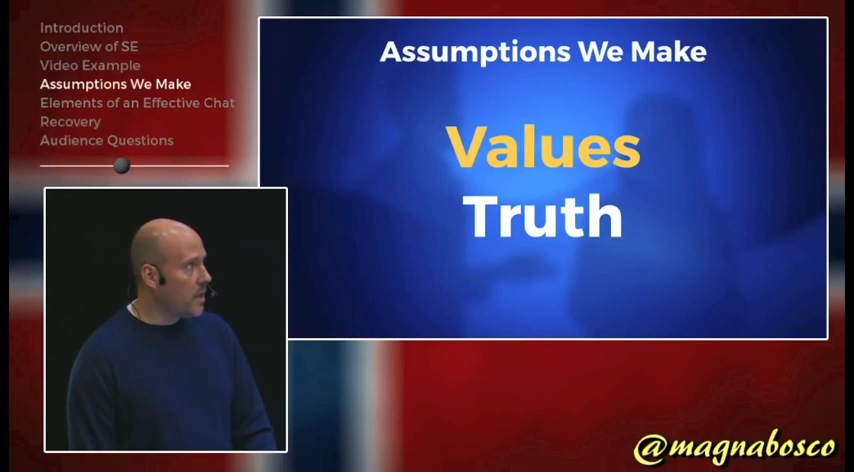 Introduction
Overview of SE
Video Example
Assumptions We Make
Elements of an Effective Chat
Recovery
Audience Questions
Assumptions We Make
Values
Truth
@magnabosco